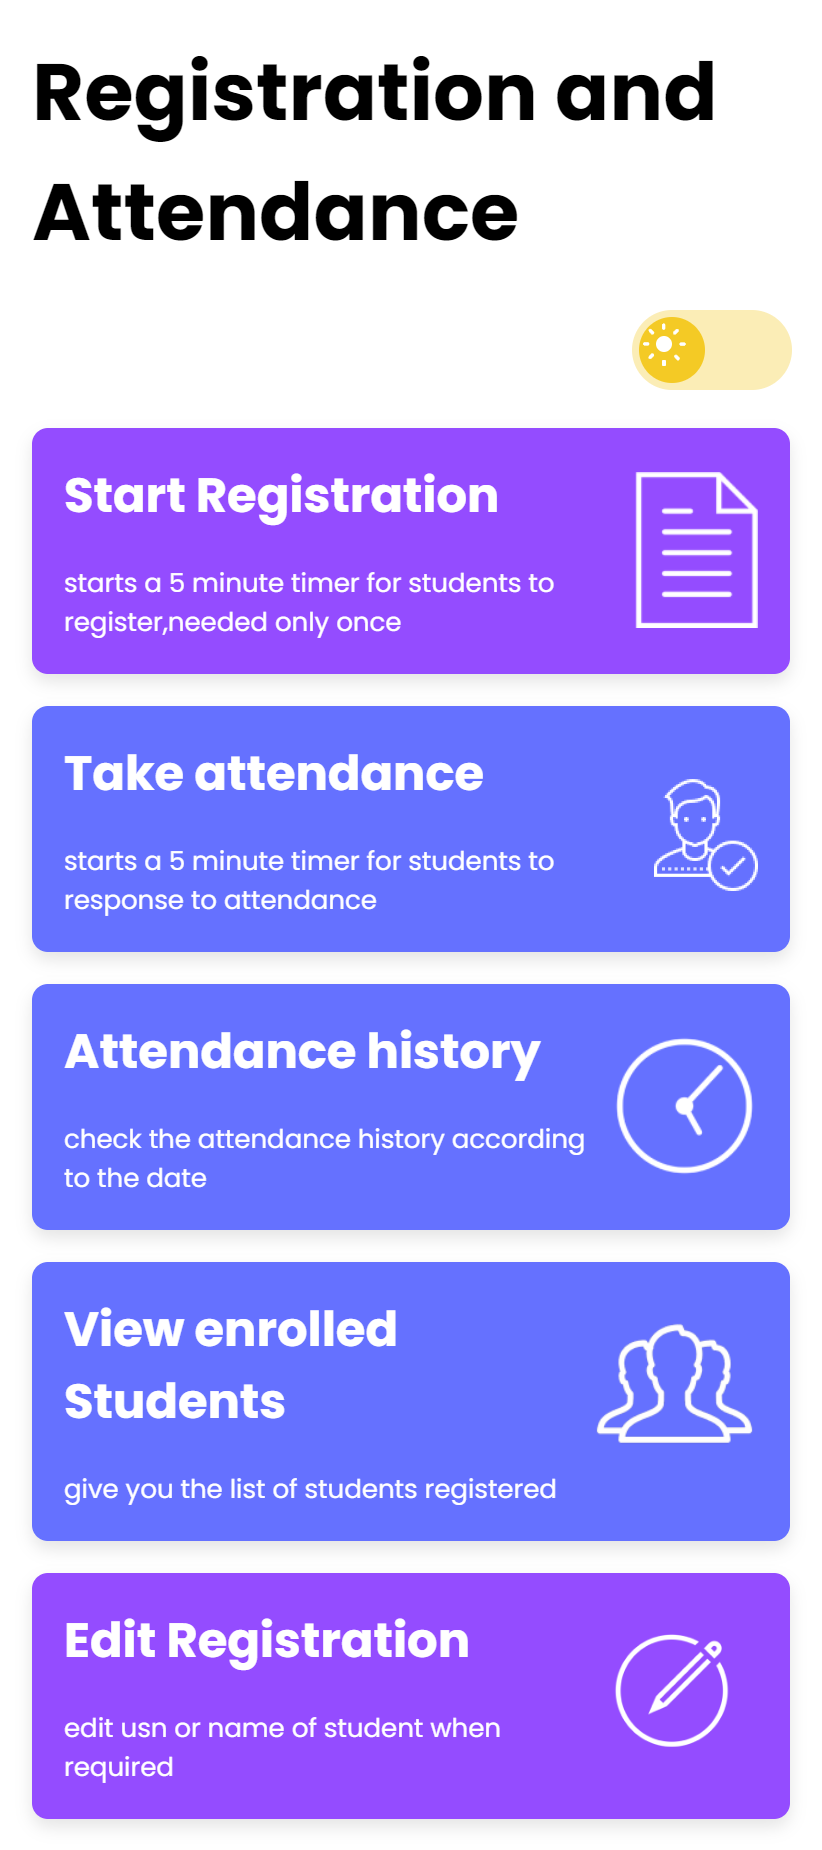 Registration and
Attendance
Start Registration
starts a 5 minute timer for students to
register,needed only once
Take attendance
starts a 5 minute timer for students to
response to attendance
Attendance history
check the attendance history according
to the date
View enrolled
Students
give you the list of students registered
Edit Registration
edit usn or name of student when
required